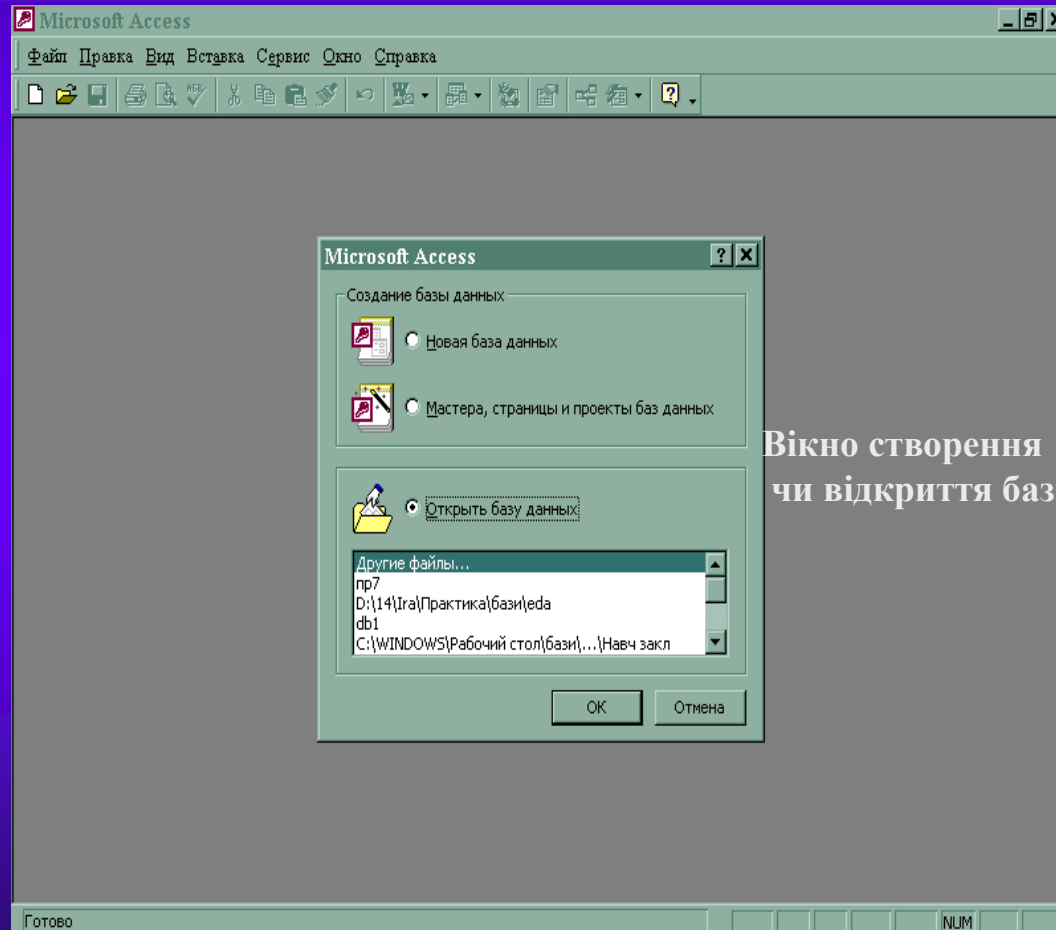 Microsoft Access
Файл Правка Вид Вставка Сервис Окно Справка
Microsoft Access
Создание базы данных
Новая база данных
Мастера, страницы и проекты баз данных
Вікно створення
чи відкриття баз
Открыть базу данных
Другие файлы...
пр7
D:\14\Ira\Практика\бази\eda
db1
C:\WINDOWS\Рабочий стол\бази\...\Навч закл
ОК Отмена
Готово NUM